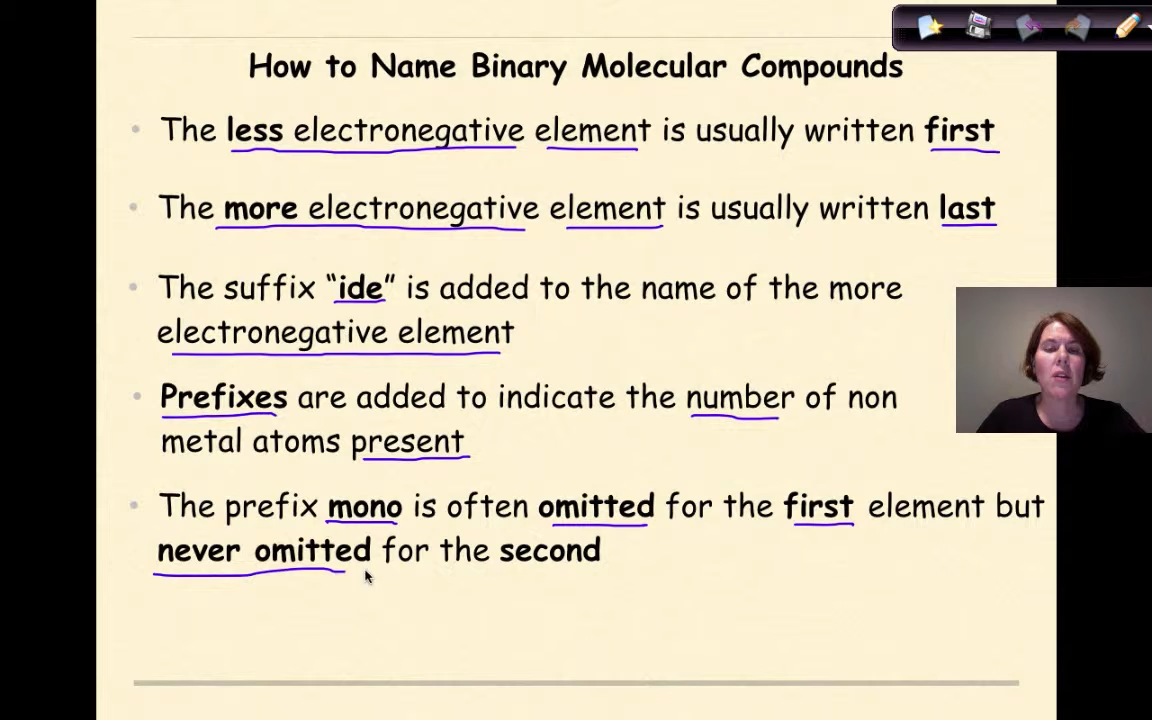 How to Name Binary Molecular Compounds
• The less electronegative element is usually written first
• The more electronegative element is usually written last
• The suffix “ide” is added to the name of the more
electronegative element
• Prefixes are added to indicate the number of non
metal atoms present
• The prefix mono is often omitted for the first element but
never omitted for the second